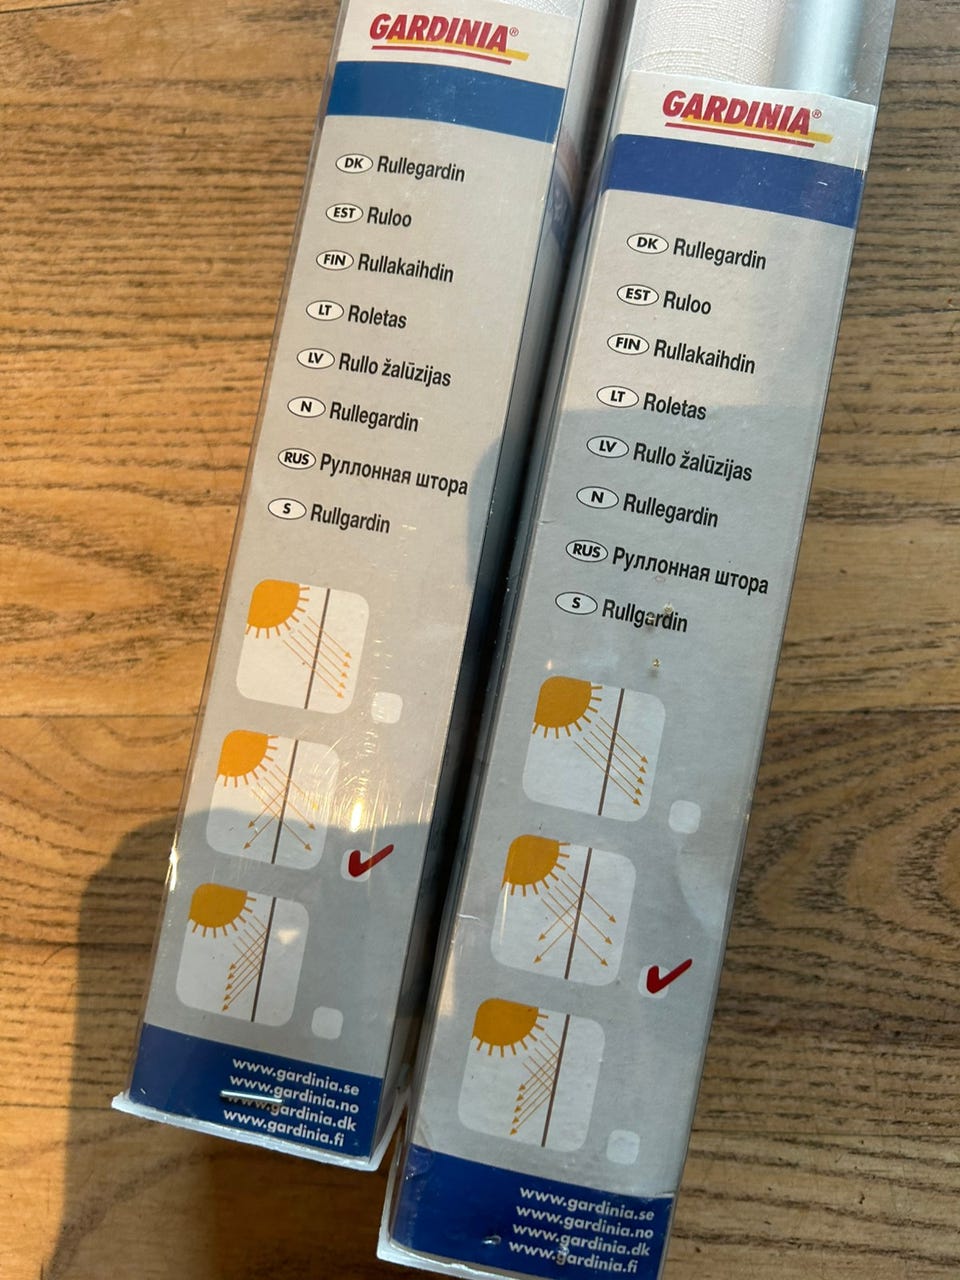 GARDINIA®
DK Rullegardin
EST Ruloo
FIN Rullakaihdin
LT Roletas
LV Rullo žalūzijas
N Rullegardin
RUS Руллонная штора
S Rullgardin
www.gardinia.se
www.gardinia.no
www.gardinia.dk
www.gardinia.fi
GARDINIA®
DK Rullegardin
EST Ruloo
FIN Rullakaihdin
LT Roletas
LV Rullo žalūzijas
N Rullegardin
RUS Руллонная штора
S Rullgardin
www.gardinia.se
www.gardinia.no
www.gardinia.dk
www.gardinia.fi